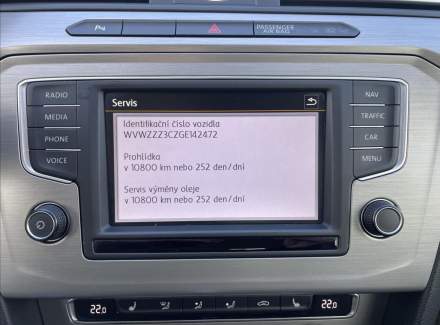 PASSENGER
AIR BAG
RADIO
MEDIA
PHONE
VOICE
Servis
Identifikační číslo vozidla
WVWZZZ3CZGE142472
Prohlídka
v 10800 km nebo 252 den/dní
Servis výměny oleje
v 10800 km nebo 252 den/dní
NAV
TRAFFIC
CAR
MENU
22.0
22.0